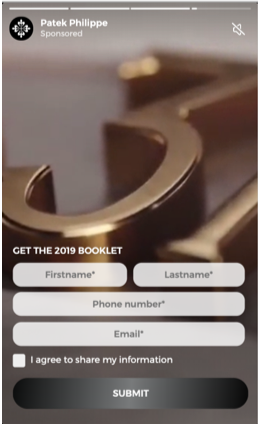 Patek Philippe
Sponsored
GET THE 2019 BOOKLET
Firstname*
Lastname*
Phone number*
Email*
I agree to share my information
SUBMIT